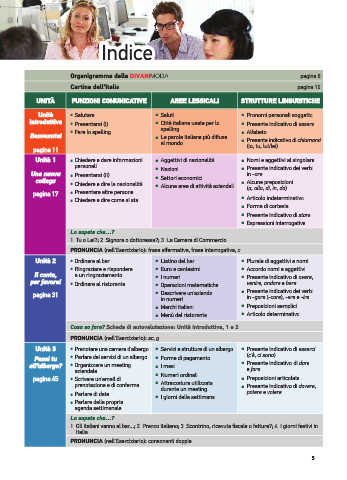 Indice
Organigramma della DIVARIMODA pagina 8
Cartina dell'Italia pagina 10
UNITÀ FUNZIONI COMUNICATIVE AREE LESSICALI STRUTTURE LINGUISTICHE
Unità introduttiva
Benvenuto!
pagina 11
Salutare
Presentarsi (I)
Fare lo spelling
Saluti
Città italiane usate per lo spelling
Le parole italiane più diffuse al mondo
Pronomi personali soggetto
Presente indicativo di essere
Alfabeto
Presente indicativo di chiamarsi (io, tu, lui/lei)
Unità 1
Una nuova collega
pagina 17
Chiedere e dare informazioni personali
Presentarsi (II)
Chiedere e dire la nazionalità
Presentare altre persone
Chiedere e dire come si sta
Aggettivi di nazionalità
Nazioni
Settori economici
Alcune aree di attività aziendali
Nomi e aggettivi al singolare
Presente indicativo dei verbi in -are
Alcune preposizioni (a, alla, di, in, da)
Articolo indeterminativo
Forma di cortesia
Presente indicativo di stare
Espressioni interrogative
Lo sapete che...?
1 Tu o Lei?; 2 Signora o dottoressa?; 3 Le Camere di Commercio
PRONUNCIA (nell'Eserciziario): frase affermativa, frase interrogativa, c
Unità 2
Il conto, per favore!
pagina 31
Ordinare al bar
Ringraziare e rispondere a un ringraziamento
Ordinare al ristorante
Listino del bar
Euro e centesimi
I numeri
Operazioni matematiche
Descrivere un'azienda in numeri
Marchi italiani
Menù del ristorante
Plurale di aggettivi e nomi
Accordo nomi e aggettivi
Presente indicativo di avere, venire, andare e bere
Presente indicativo dei verbi in -gare (-care), -ere e -ire
Preposizioni semplici
Articolo determinativo
Cosa so fare? Scheda di autovalutazione: Unità introduttiva, 1 e 2
PRONUNCIA (nell'Eserciziario): sc, g
Unità 3
Pronto all'albergo?
pagina 45
Prenotare una camera d'albergo
Parlare dei servizi di un albergo
Organizzare un meeting aziendale
Scrivere un'email di prenotazione e di conferma
Parlare di date
Parlare della propria agenda settimanale
Servizi e strutture di un albergo
Forme di pagamento
I mesi
Numeri ordinali
Attrezzature utilizzate durante un meeting
I giorni della settimana
Presente indicativo di esserci (c'è, ci sono)
Presente indicativo di dare e fare
Preposizioni articolate
Presente indicativo di dovere, potere e volere
Lo sapete che...?
1 Gli italiani vanno al bar...; 2 Pranzo italiano; 3 Scontrino, ricevuta fiscale o fattura?; 4 I giorni festivi in Italia
PRONUNCIA (nell'Eserciziario): consonanti doppie
5